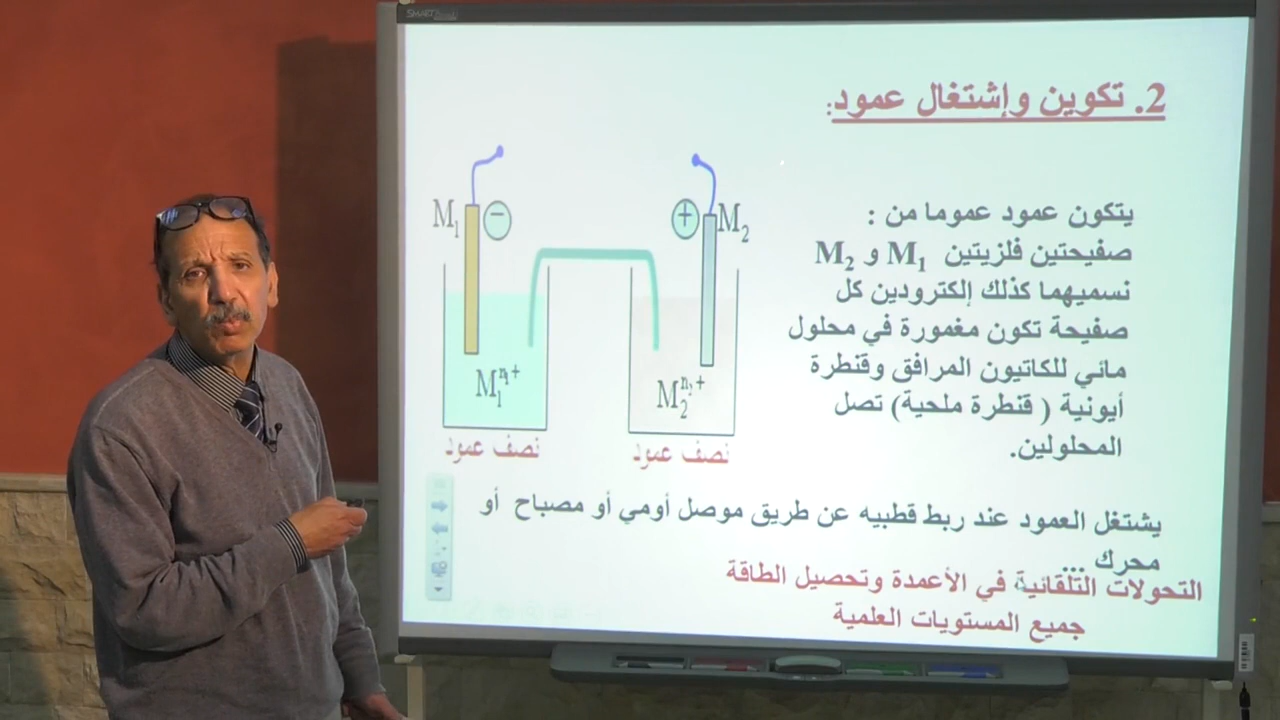 SMART
2. تكوين وإشتغال عمود:
يتكون عمود عموما من :
صفيحتين فلزيتين M₁ و M₂
نسميهما كذلك إلكترودين كل
صفيحة تكون مغمورة في محلول
مائي للكاتيون المرافق وقنطرة
أيونية ( قنطرة ملحية) تصل
المحلولين.
M₁
−
+
M₂
M₁ⁿ¹⁺
M₂ⁿ²⁺
نصف عمود
نصف عمود
يشتغل العمود عند ربط قطبيه عن طريق موصل أومي أو مصباح أو
محرك ...
التحولات التلقائية في الأعمدة وتحصيل الطاقة
جميع المستويات العلمية